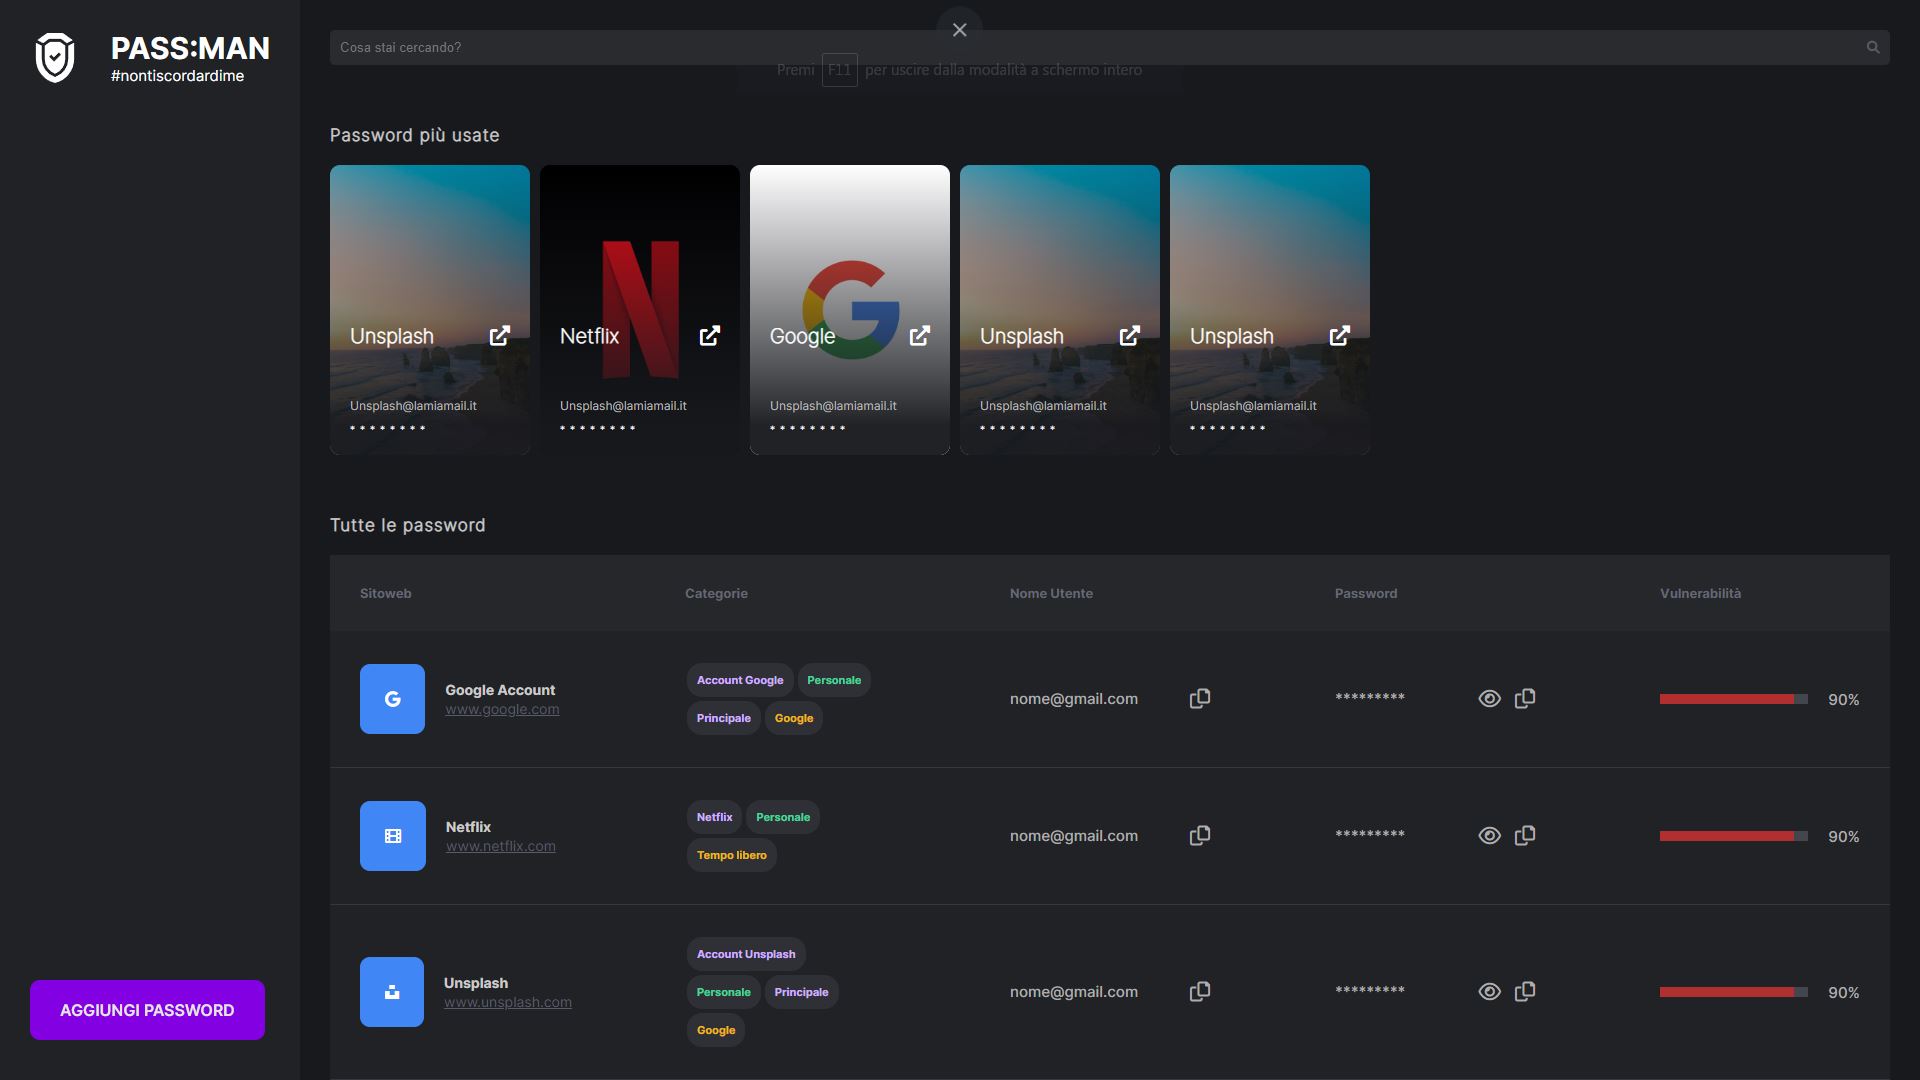 PASS:MAN
#nontiscordardime
Cosa stai cercando?
Premi F11 per uscire dalla modalità a schermo intero
Password più usate
Unsplash
Unsplash@lamiamail.it
********
Netflix
Unsplash@lamiamail.it
********
Google
Unsplash@lamiamail.it
********
Unsplash
Unsplash@lamiamail.it
********
Unsplash
Unsplash@lamiamail.it
********
Tutte le password
Sitoweb Categorie Nome Utente Password Vulnerabilità
Google Account
www.google.com
Account Google Personale
Principale Google
nome@gmail.com
*********
90%
Netflix
www.netflix.com
Netflix Personale
Tempo libero
nome@gmail.com
*********
90%
Unsplash
www.unsplash.com
Account Unsplash
Personale Principale
Google
nome@gmail.com
*********
90%
AGGIUNGI PASSWORD